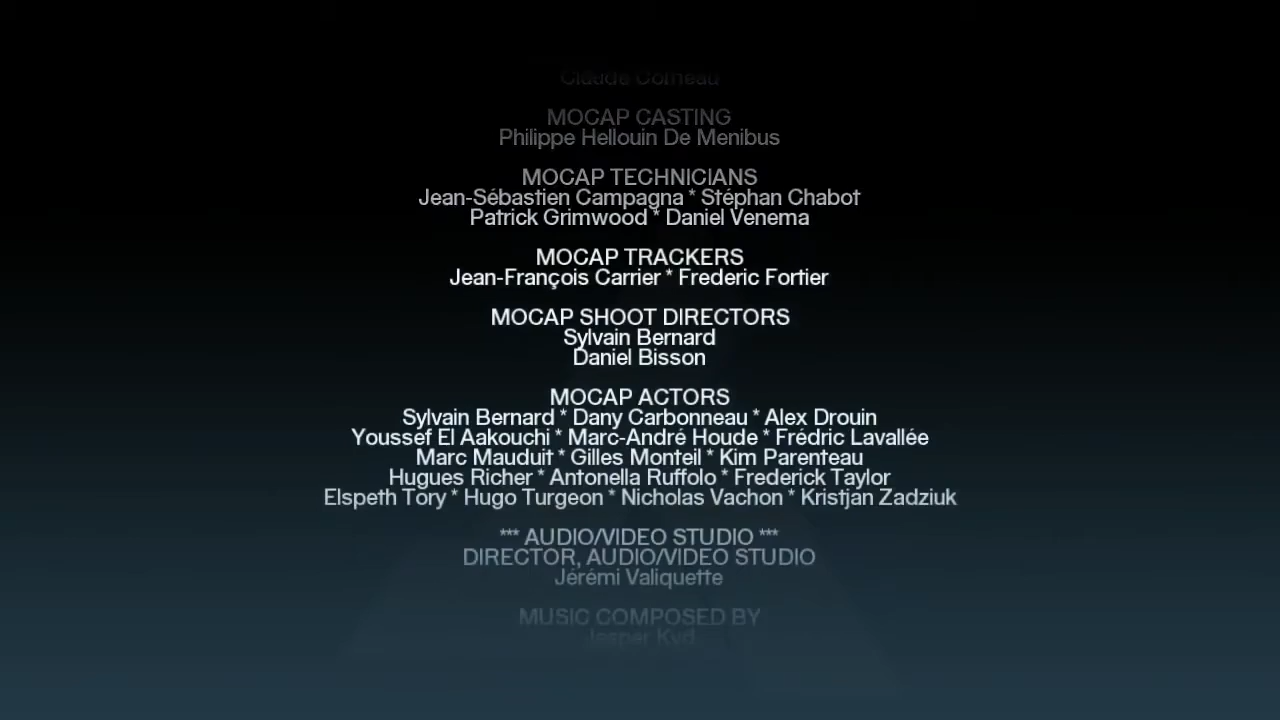 Claude Corneau
MOCAP CASTING
Philippe Hellouin De Menibus
MOCAP TECHNICIANS
Jean-Sébastien Campagna * Stéphan Chabot
Patrick Grimwood * Daniel Venema
MOCAP TRACKERS
Jean-François Carrier * Frederic Fortier
MOCAP SHOOT DIRECTORS
Sylvain Bernard
Daniel Bisson
MOCAP ACTORS
Sylvain Bernard * Dany Carbonneau * Alex Drouin
Youssef El Aakouchi * Marc-André Houde * Frédric Lavallée
Marc Mauduit * Gilles Monteil * Kim Parenteau
Hugues Richer * Antonella Ruffolo * Frederick Taylor
Elspeth Tory * Hugo Turgeon * Nicholas Vachon * Kristjan Zadziuk
*** AUDIO/VIDEO STUDIO ***
DIRECTOR, AUDIO/VIDEO STUDIO
Jérémi Valiquette
MUSIC COMPOSED BY
Jesper Kyd